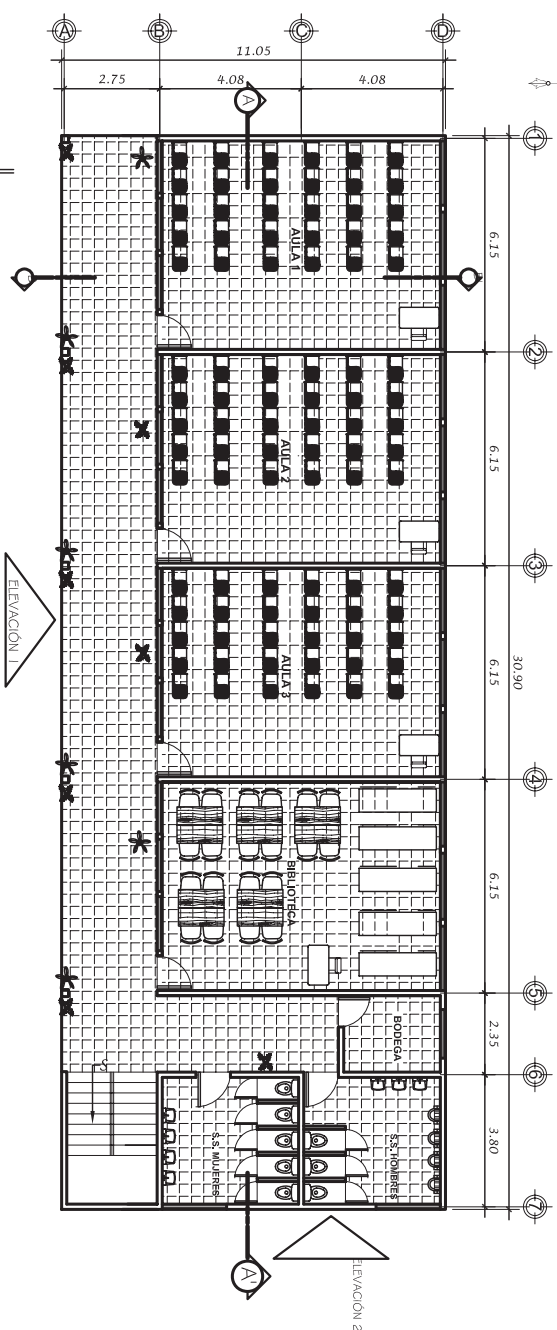 A
B
C
D
11.05
2.75
4.08
4.08
A
1
6.15
AULA 1
2
6.15
AULA 2
3
ELEVACIÓN 1
6.15
30.90
AULA 3
4
6.15
BIBLIOTECA
5
2.35
BODEGA
6
S
3.80
S.S. MUJERES
S.S. HOMBRES
7
A'
ELEVACIÓN 2